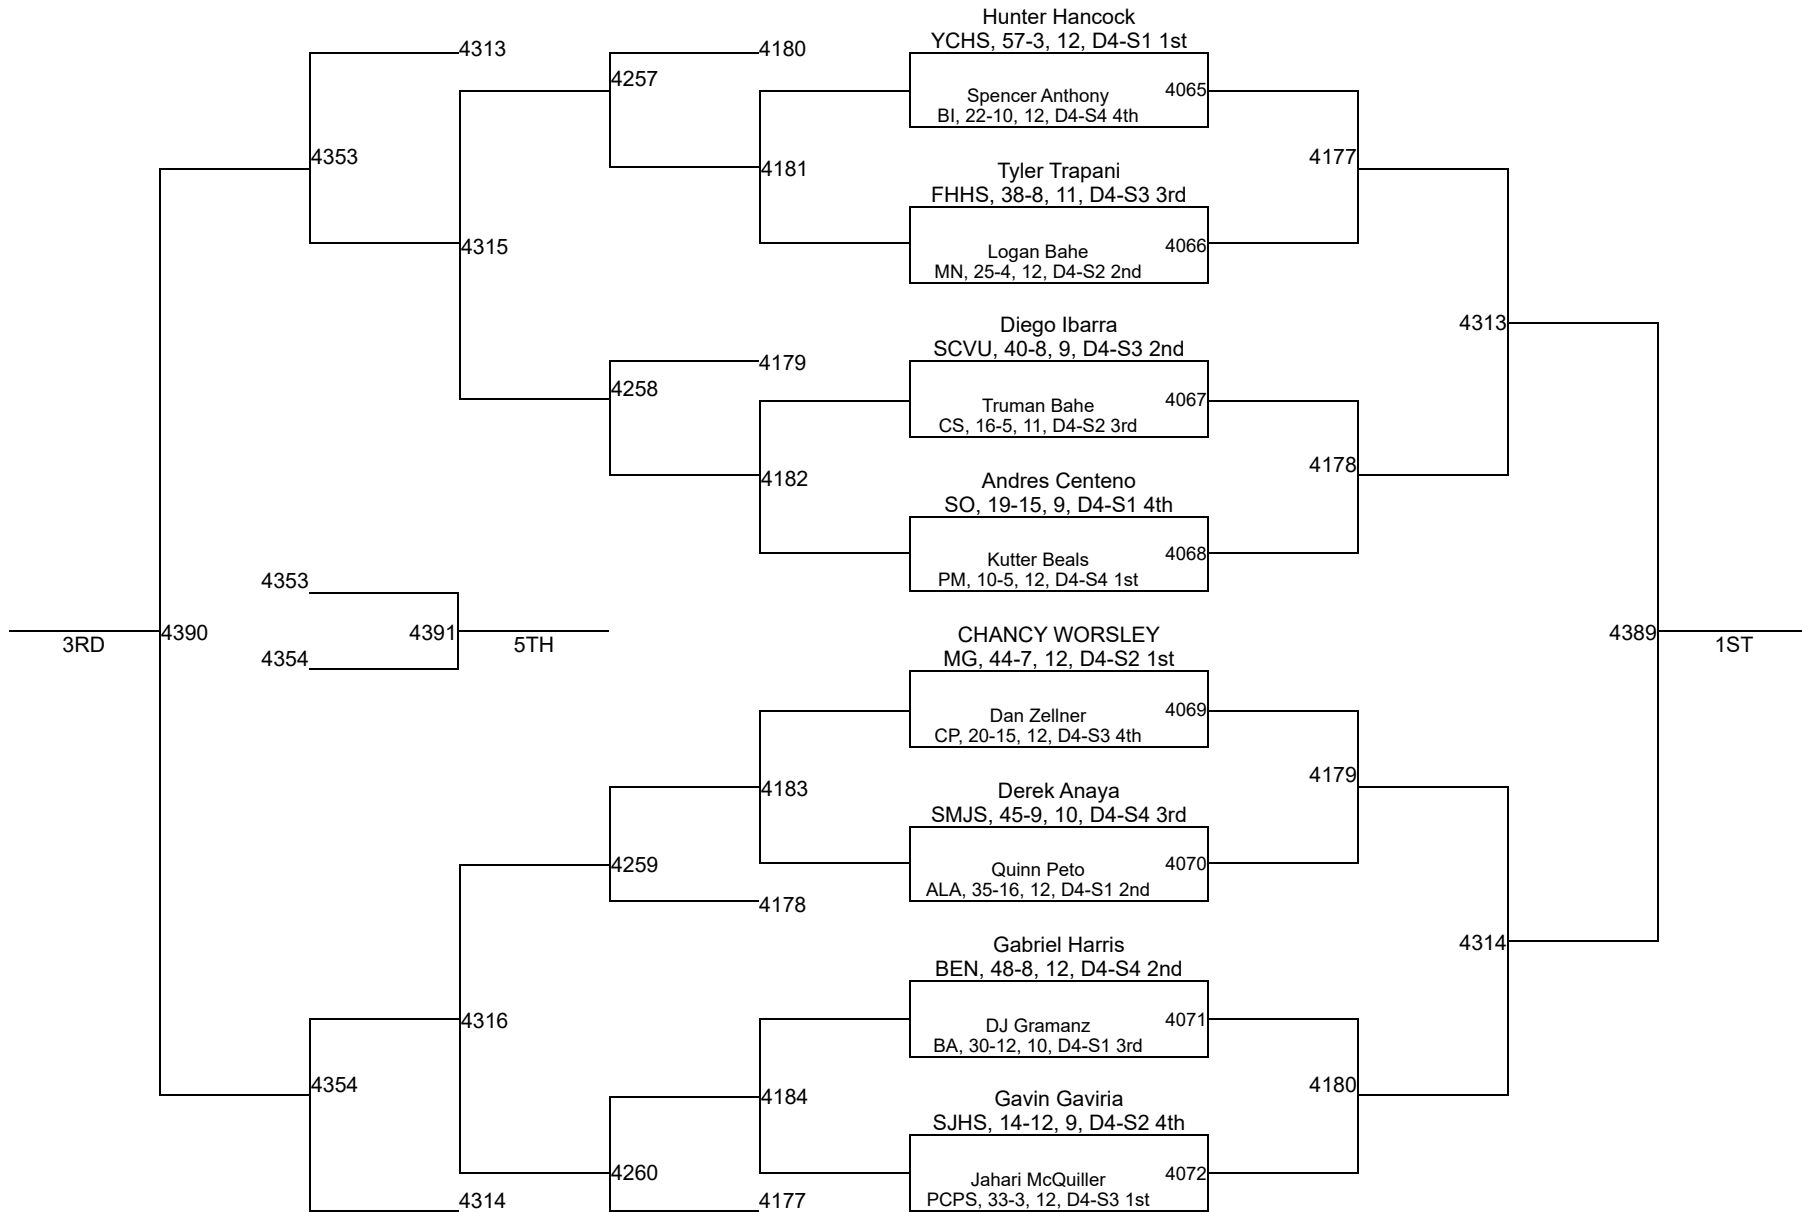 Hunter Hancock
YCHS, 57-3, 12, D4-S1 1st
4313
4180
4257
Spencer Anthony
4065
BI, 22-10, 12, D4-S4 4th
4353
4181
4177
Tyler Trapani
FHHS, 38-8, 11, D4-S3 3rd
4315
Logan Bahe
4066
MN, 25-4, 12, D4-S2 2nd
Diego Ibarra
4313
SCVU, 40-8, 9, D4-S3 2nd
4179
4258
Truman Bahe
4067
CS, 16-5, 11, D4-S2 3rd
4182
4178
Andres Centeno
SO, 19-15, 9, D4-S1 4th
Kutter Beals
4068
PM, 10-5, 12, D4-S4 1st
4353
4390
4391
4389
3RD
5TH
1ST
4354
CHANCY WORSLEY
MG, 44-7, 12, D4-S2 1st
Dan Zellner
4069
CP, 20-15, 12, D4-S3 4th
4183
4179
Derek Anaya
SMJS, 45-9, 10, D4-S4 3rd
4259
Quinn Peto
4070
ALA, 35-16, 12, D4-S1 2nd
4178
Gabriel Harris
4314
BEN, 48-8, 12, D4-S4 2nd
4316
DJ Gramanz
4071
BA, 30-12, 10, D4-S1 3rd
4354
4184
4180
Gavin Gaviria
SJHS, 14-12, 9, D4-S2 4th
4260
Jahari McQuiller
4072
PCPS, 33-3, 12, D4-S3 1st
4314
4177